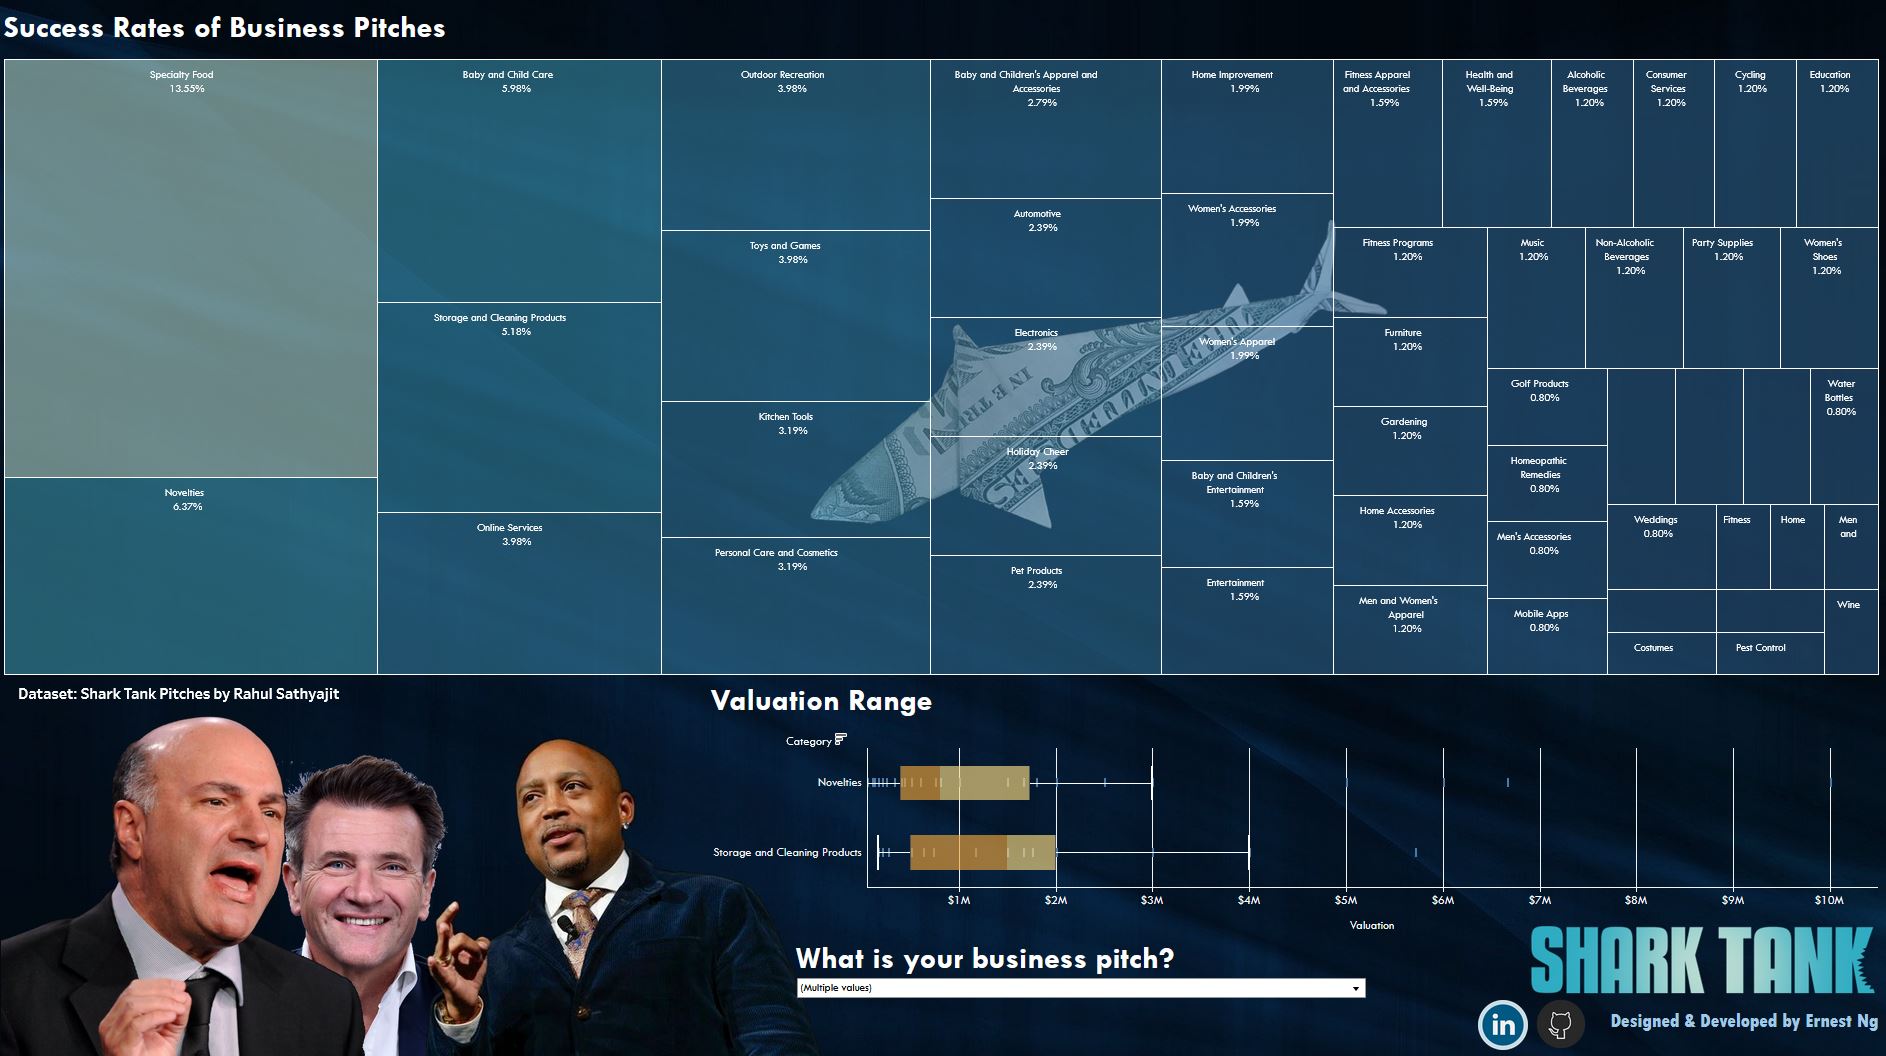 Success Rates of Business Pitches
Specialty Food
13.55%
Novelties
6.37%
Baby and Child Care
5.98%
Storage and Cleaning Products
5.18%
Online Services
3.98%
Outdoor Recreation
3.98%
Toys and Games
3.98%
Kitchen Tools
3.19%
Personal Care and Cosmetics
3.19%
Baby and Children's Apparel and
Accessories
2.79%
Automotive
2.39%
Electronics
2.39%
Holiday Cheer
2.39%
Pet Products
2.39%
Home Improvement
1.99%
Women's Accessories
1.99%
Women's Apparel
1.99%
Baby and Children's
Entertainment
1.59%
Entertainment
1.59%
Fitness Apparel
and Accessories
1.59%
Health and
Well-Being
1.59%
Alcoholic
Beverages
1.20%
Consumer
Services
1.20%
Cycling
1.20%
Education
1.20%
Fitness Programs
1.20%
Furniture
1.20%
Gardening
1.20%
Home Accessories
1.20%
Men and Women's
Apparel
1.20%
Music
1.20%
Non-Alcoholic
Beverages
1.20%
Party Supplies
1.20%
Women's
Shoes
1.20%
Golf Products
0.80%
Homeopathic
Remedies
0.80%
Men's Accessories
0.80%
Mobile Apps
0.80%
Water
Bottles
0.80%
Weddings
0.80%
Fitness
Home
Men
and
Wine
Costumes
Pest Control
Dataset: Shark Tank Pitches by Rahul Sathyajit
Valuation Range
Category
Novelties
Storage and Cleaning Products
$1M $2M $3M $4M $5M $6M $7M $8M $9M $10M
Valuation
What is your business pitch?
(Multiple values)
SHARK TANK
in
Designed & Developed by Ernest Ng